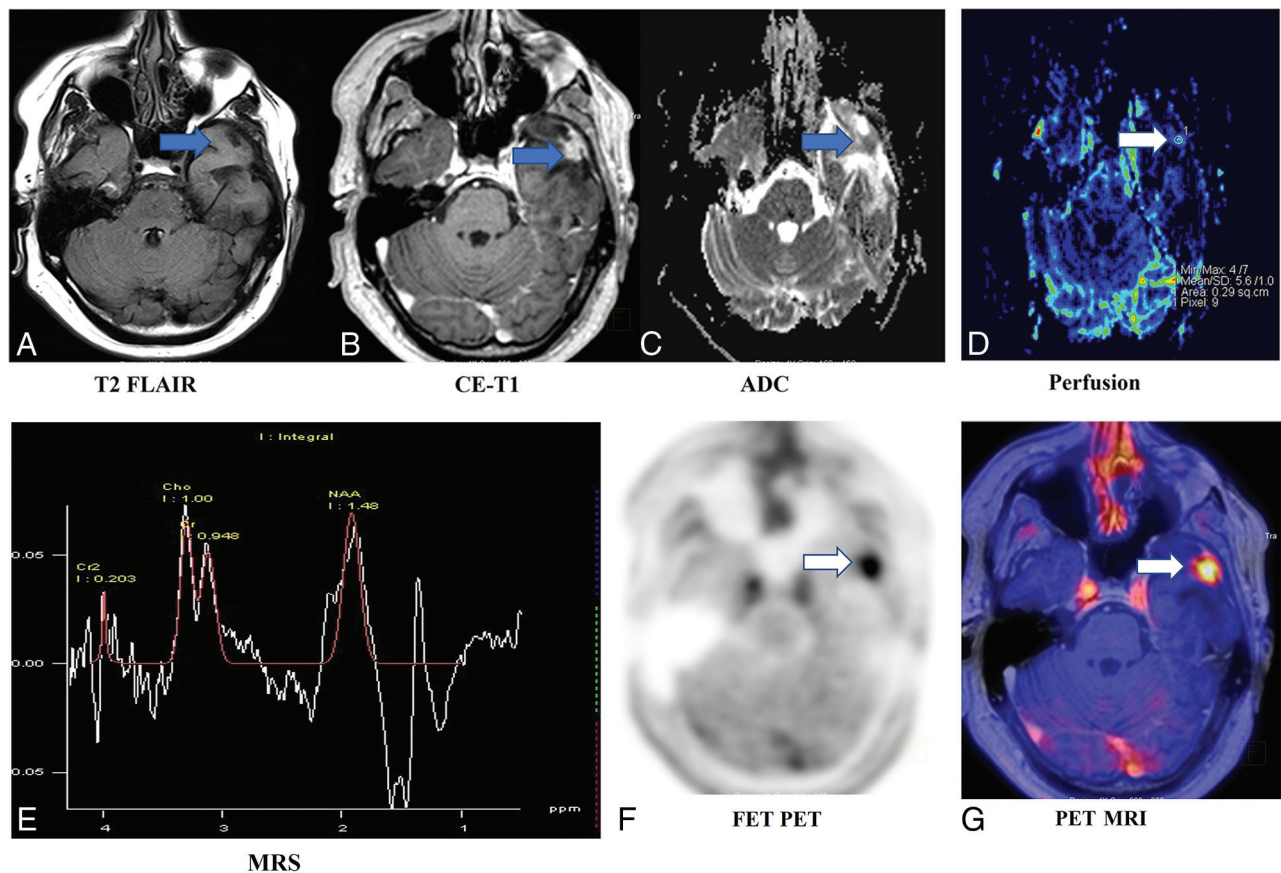 A
B
C
D
Tra
1
Min/Max: 4 /7
Mean/SD: 5.6 /1.0
Area: 0.29 sq.cm
Pixel: 9
T2 FLAIR
CE-T1
ADC
Perfusion
I : Integral
Cho
I : 1.00
NAA
I : 1.48
0.948
Cr2
I : 0.203
0.05
0.00
0.05
4
3
2
1
ppm
E
F
G
Tra
MRS
FET PET
PET MRI